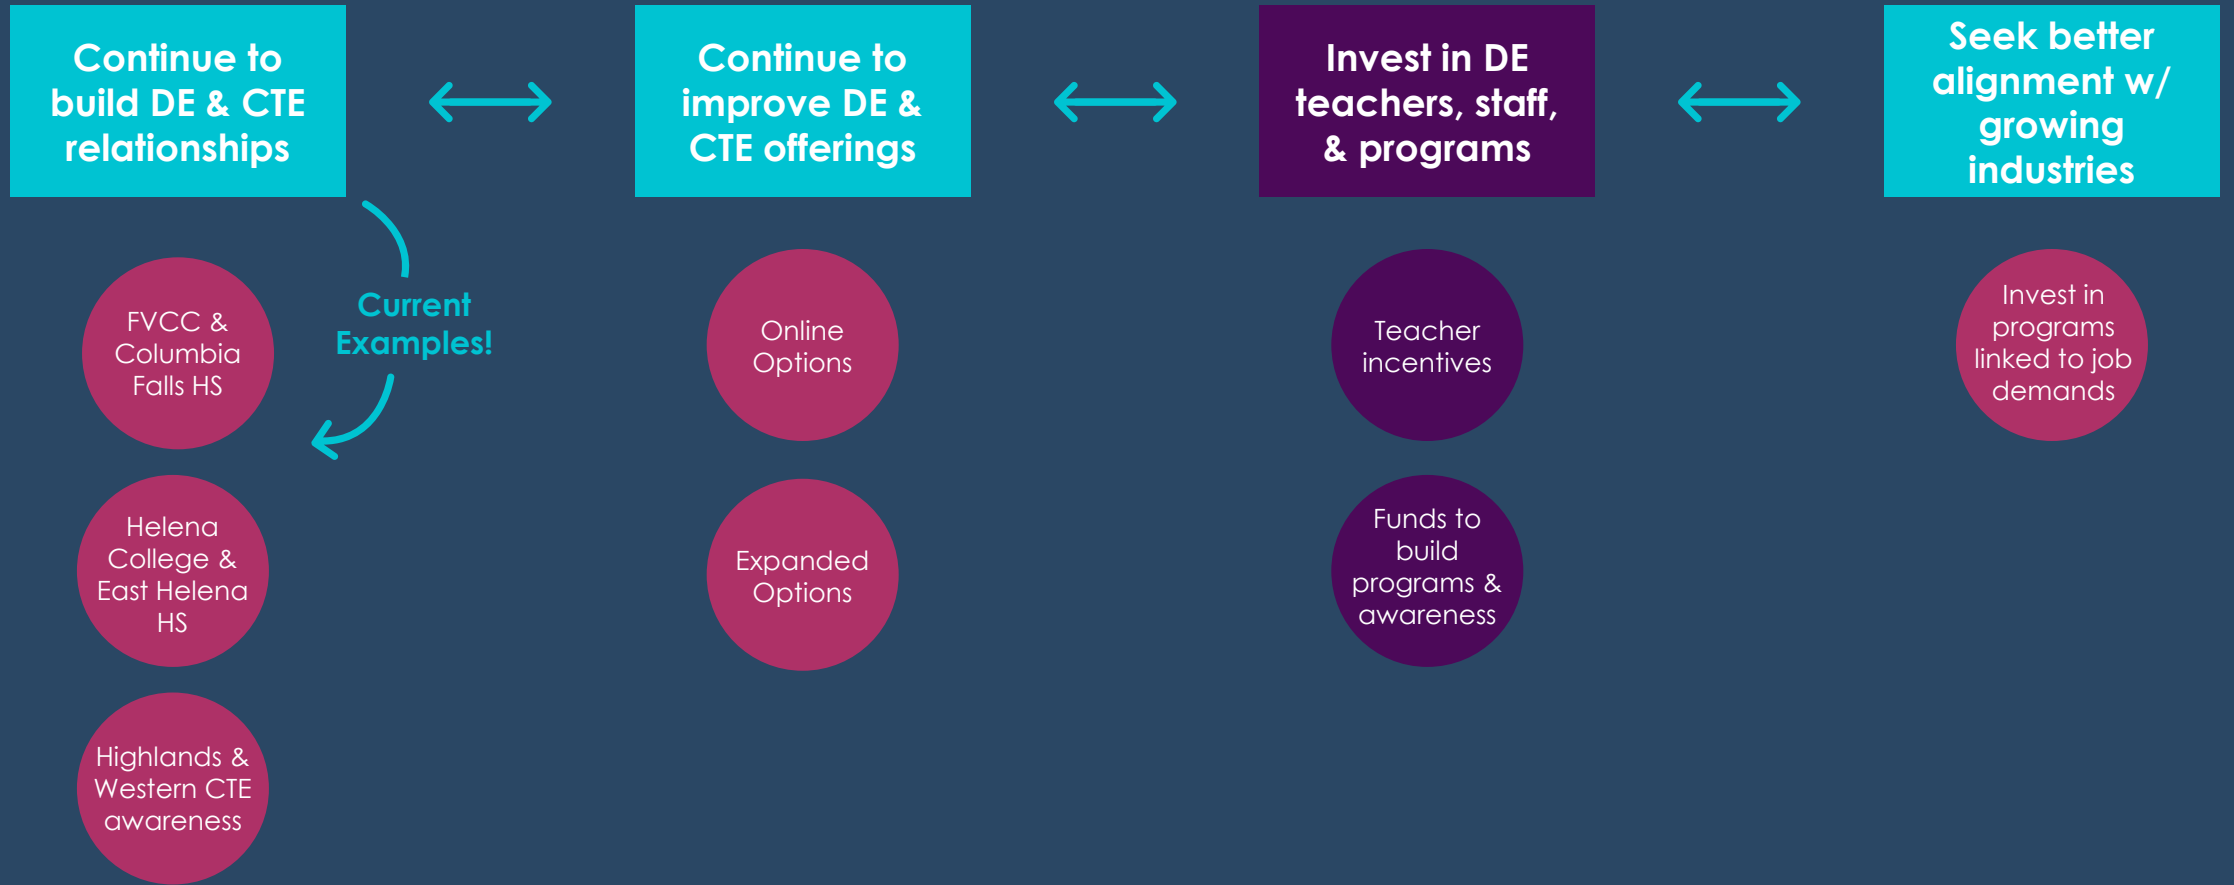 Continue to
build DE & CTE
relationships
Continue to
improve DE &
CTE offerings
Invest in DE
teachers, staff,
& programs
Seek better
alignment w/
growing
industries
FVCC &
Columbia
Falls HS
Current
Examples!
Helena
College &
East Helena
HS
Highlands &
Western CTE
awareness
Online
Options
Expanded
Options
Teacher
incentives
Funds to
build
programs &
awareness
Invest in
programs
linked to job
demands